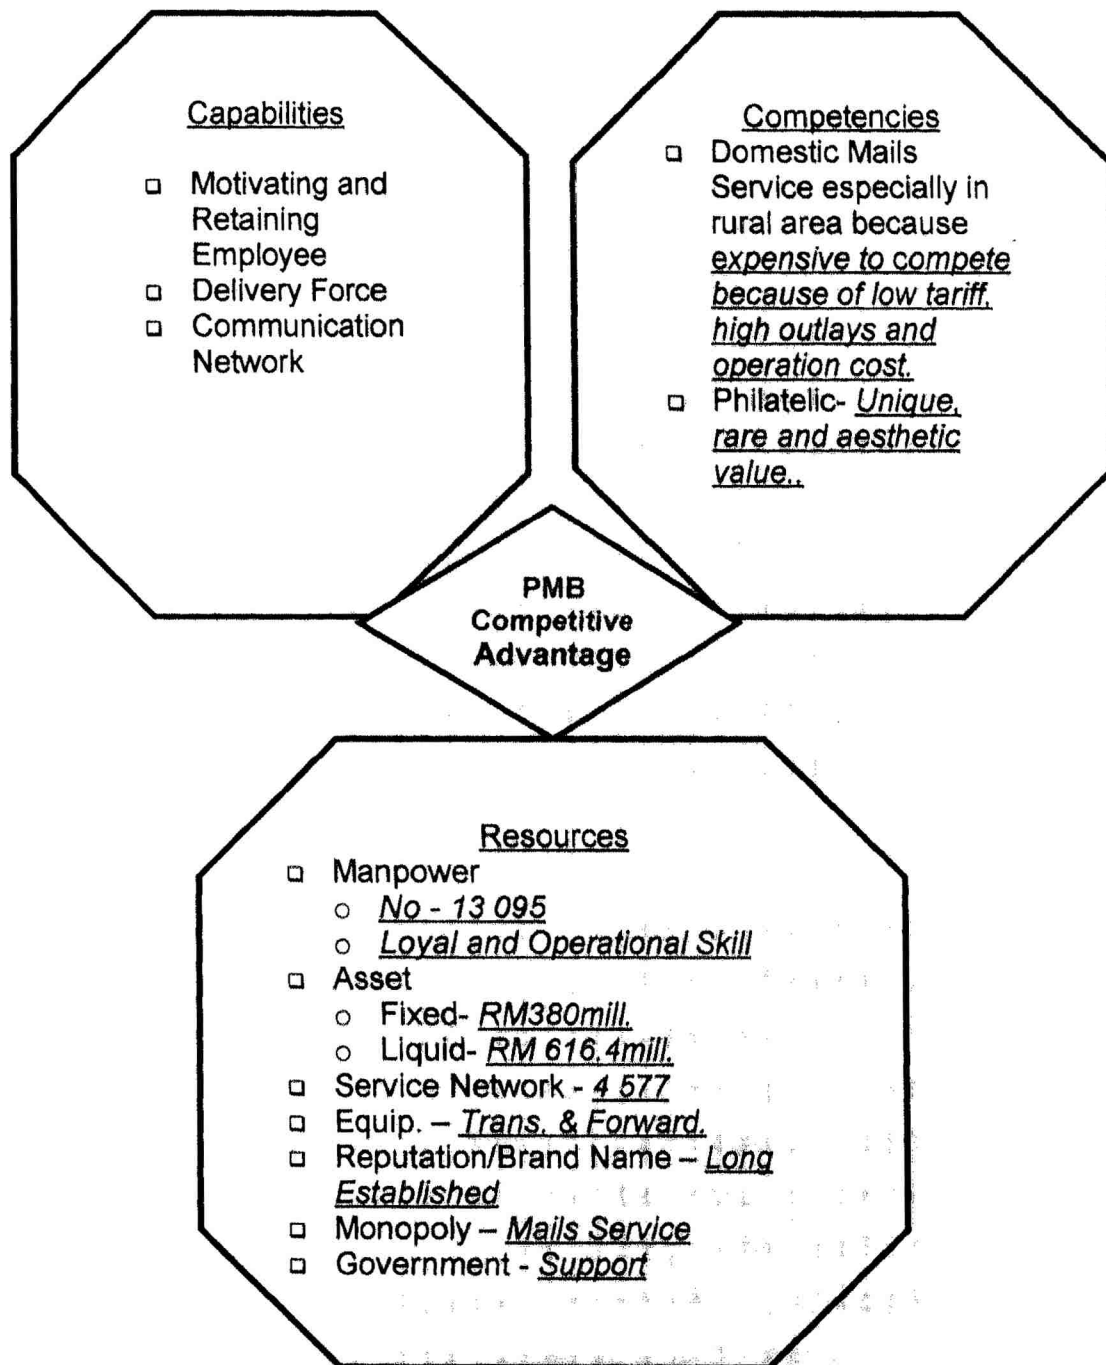 Capabilities
□ Motivating and
Retaining
Employee
□ Delivery Force
□ Communication
Network
Competencies
□ Domestic Mails
Service especially in
rural area because
expensive to compete
because of low tariff,
high outlays and
operation cost.
□ Philatelic- Unique,
rare and aesthetic
value..
PMB
Competitive
Advantage
Resources
□ Manpower
○ No - 13 095
○ Loyal and Operational Skill
□ Asset
○ Fixed- RM380mill.
○ Liquid- RM 616.4mill.
□ Service Network - 4 577
□ Equip. – Trans. & Forward.
□ Reputation/Brand Name – Long
Established
□ Monopoly – Mails Service
□ Government - Support